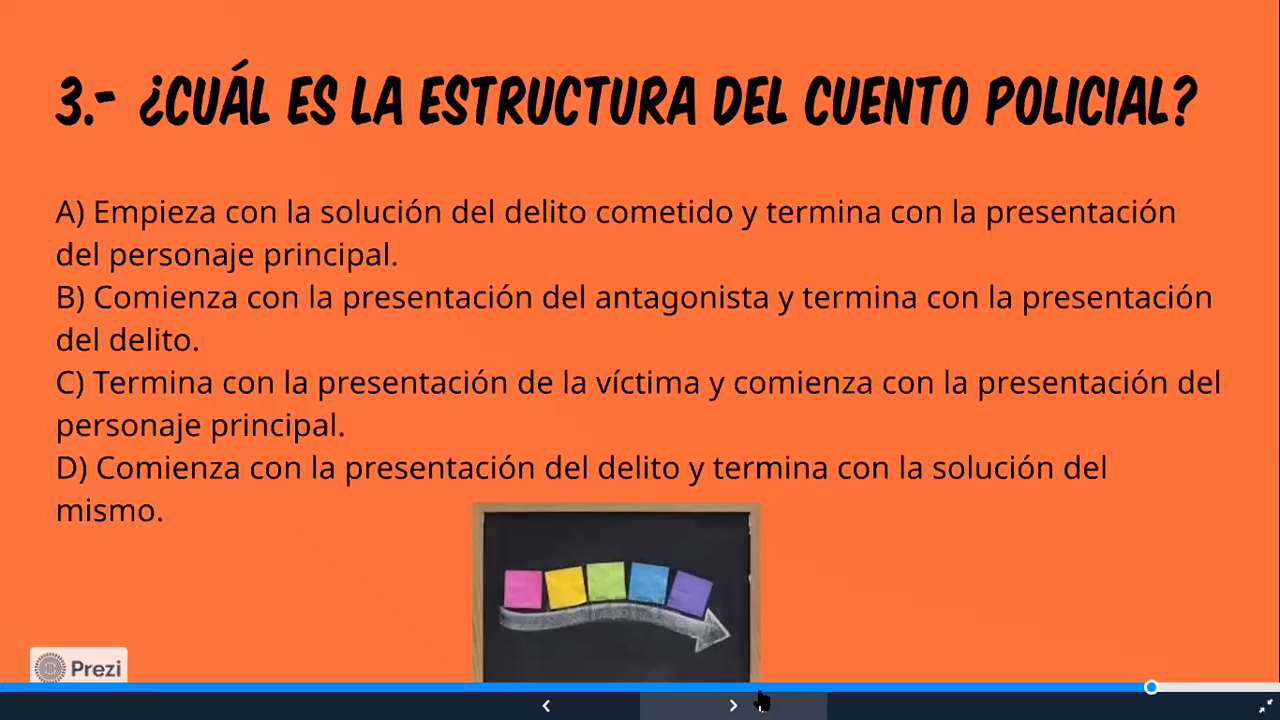 3.- ¿CUÁL ES LA ESTRUCTURA DEL CUENTO POLICIAL?
A) Empieza con la solución del delito cometido y termina con la presentación
del personaje principal.
B) Comienza con la presentación del antagonista y termina con la presentación
del delito.
C) Termina con la presentación de la víctima y comienza con la presentación del
personaje principal.
D) Comienza con la presentación del delito y termina con la solución del
mismo.
Prezi